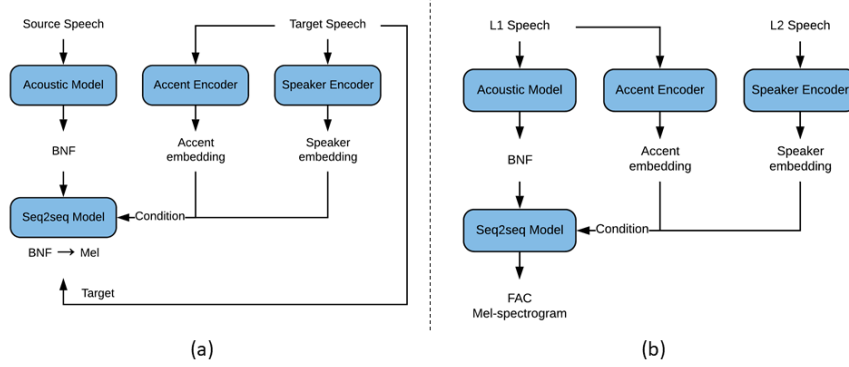 Source Speech
Target Speech
Acoustic Model
Accent Encoder
Speaker Encoder
BNF
Accent
embedding
Speaker
embedding
Seq2seq Model
Condition
BNF → Mel
Target
(a)
L1 Speech
L2 Speech
Acoustic Model
Accent Encoder
Speaker Encoder
BNF
Accent
embedding
Speaker
embedding
Seq2seq Model
Condition
FAC
Mel-spectrogram
(b)